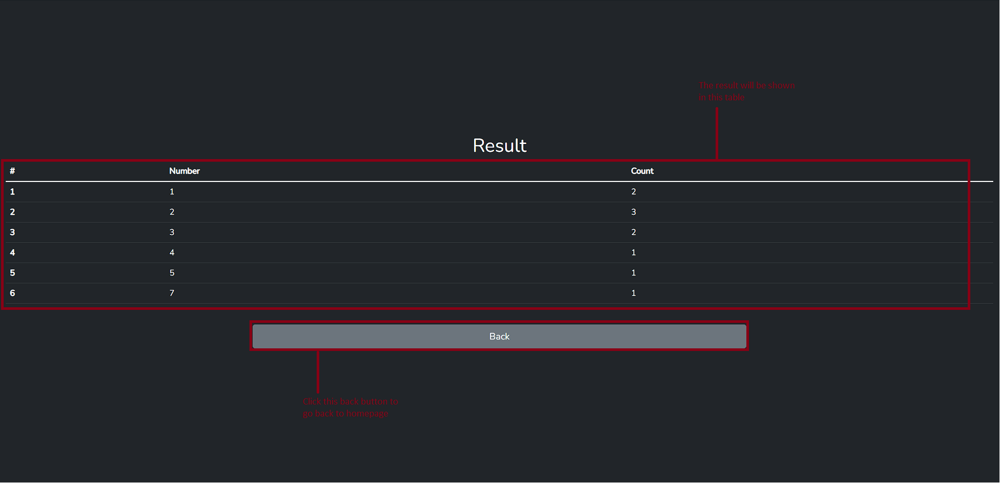 The result will be shown
in this table
Result
# Number Count
1 1 2
2 2 3
3 3 2
4 4 1
5 5 1
6 7 1
Back
Click this back button to
go back to homepage